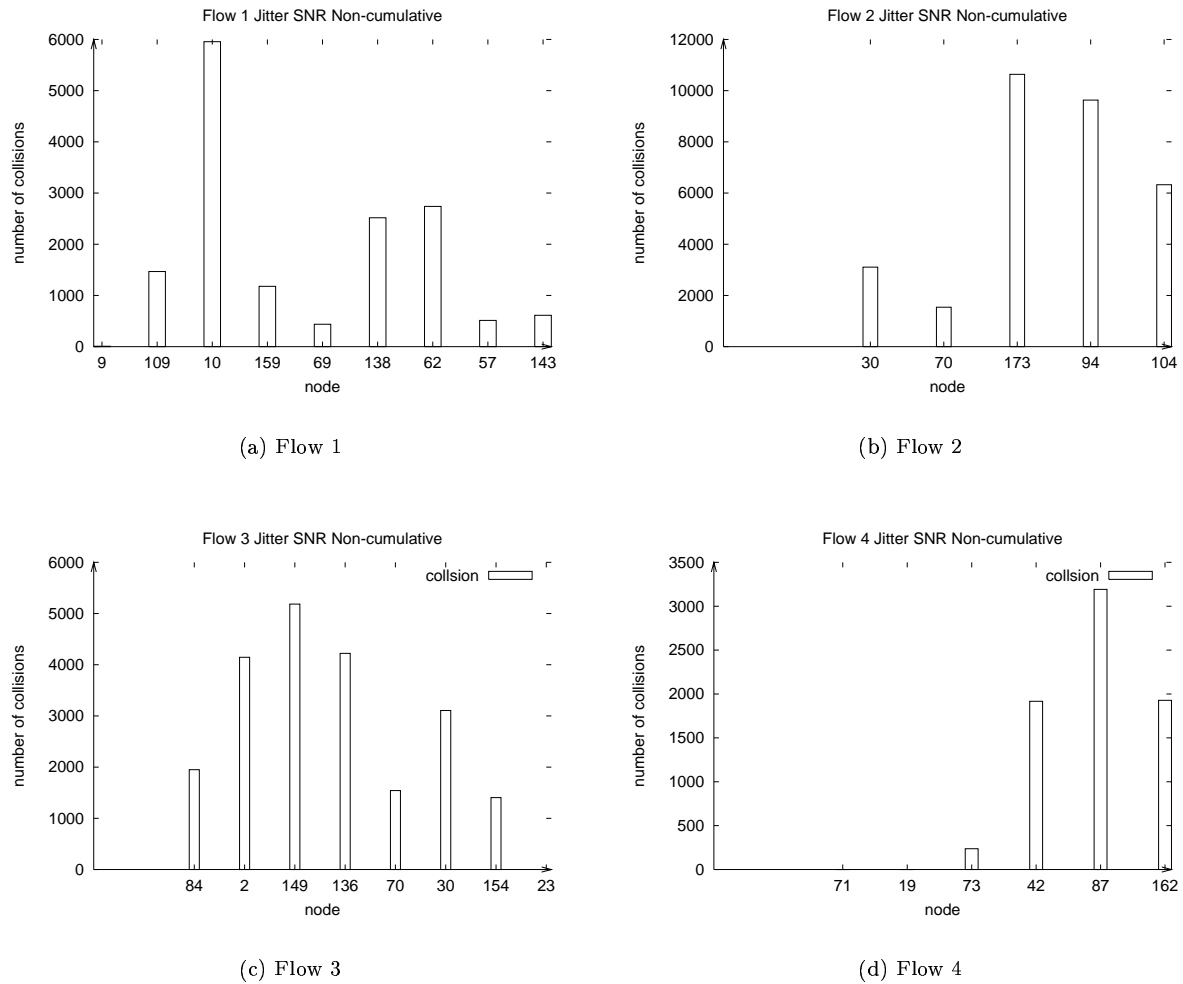 Flow 1 Jitter SNR Non-cumulative
6000
5000
4000
3000
2000
1000
0
number of collisions
9 109 10 159 69 138 62 57 143
node
(a) Flow 1
Flow 2 Jitter SNR Non-cumulative
12000
10000
8000
6000
4000
2000
0
number of collisions
30 70 173 94 104
node
(b) Flow 2
Flow 3 Jitter SNR Non-cumulative
collsion
6000
5000
4000
3000
2000
1000
0
number of collisions
84 2 149 136 70 30 154 23
node
(c) Flow 3
Flow 4 Jitter SNR Non-cumulative
collsion
3500
3000
2500
2000
1500
1000
500
0
number of collisions
71 19 73 42 87 162
node
(d) Flow 4